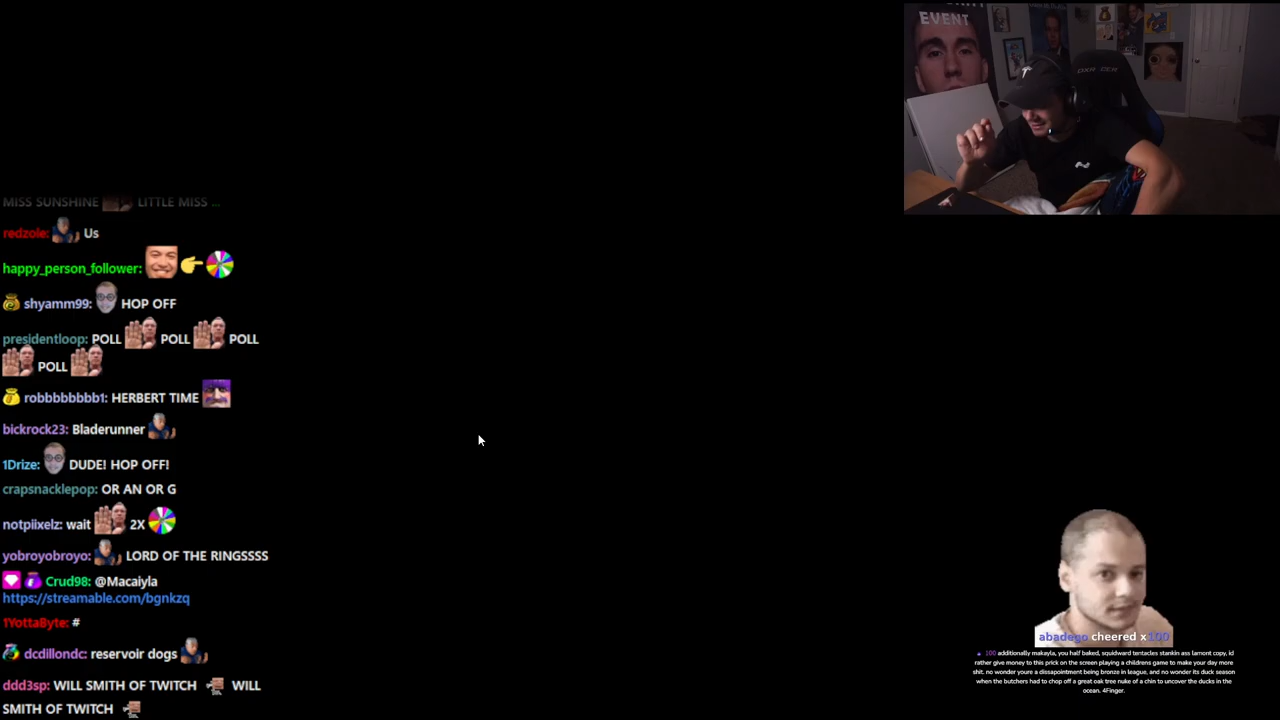 EVENT
MISS SUNSHINE LITTLE MISS
redzole: Us
happy_person_follower:
shyamm99: HOP OFF
presidentloop: POLL POLL POLL
POLL
robbbbbbbb1: HERBERT TIME
bickrock23: Bladerunner
1Drize: DUDE! HOP OFF!
crapsnacklepop: OR AN OR G
notpiixelz: wait 2X
yobroyobroyo: LORD OF THE RINGSSSS
Crud98: @Macaiyla
https://streamable.com/bgnkzq
1YottaByte: #
dcdillondc: reservoir dogs
ddd3sp: WILL SMITH OF TWITCH WILL
SMITH OF TWITCH
abadego cheered x100
100 additionally makayla, you half baked, squidward tentacles stankin ass lamont copy, id
rather give money to this prick on the screen playing a childrens game to make your day more
shit. no wonder youre a dissapointment being bronze in league, and no wonder its duck season
when the butchers had to chop off a great oak tree nuke of a chin to uncover the ducks in the
ocean. 4Finger.